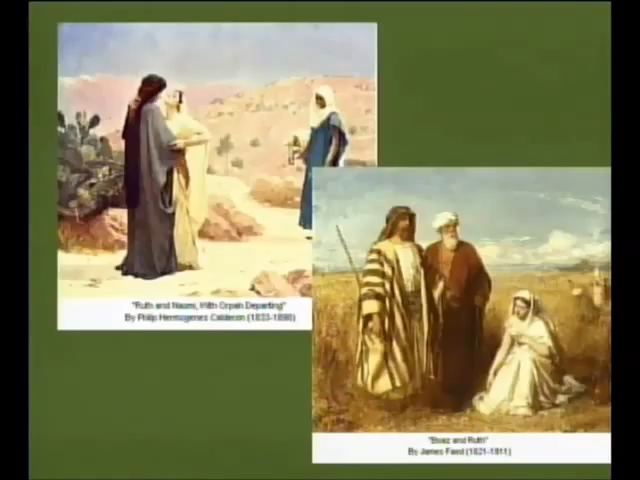 "Ruth and Naomi, With Orpah Departing"
By Philip Hermogenes Calderon (1833-1898)
"Boaz and Ruth"
By James Faed (1821-1911)